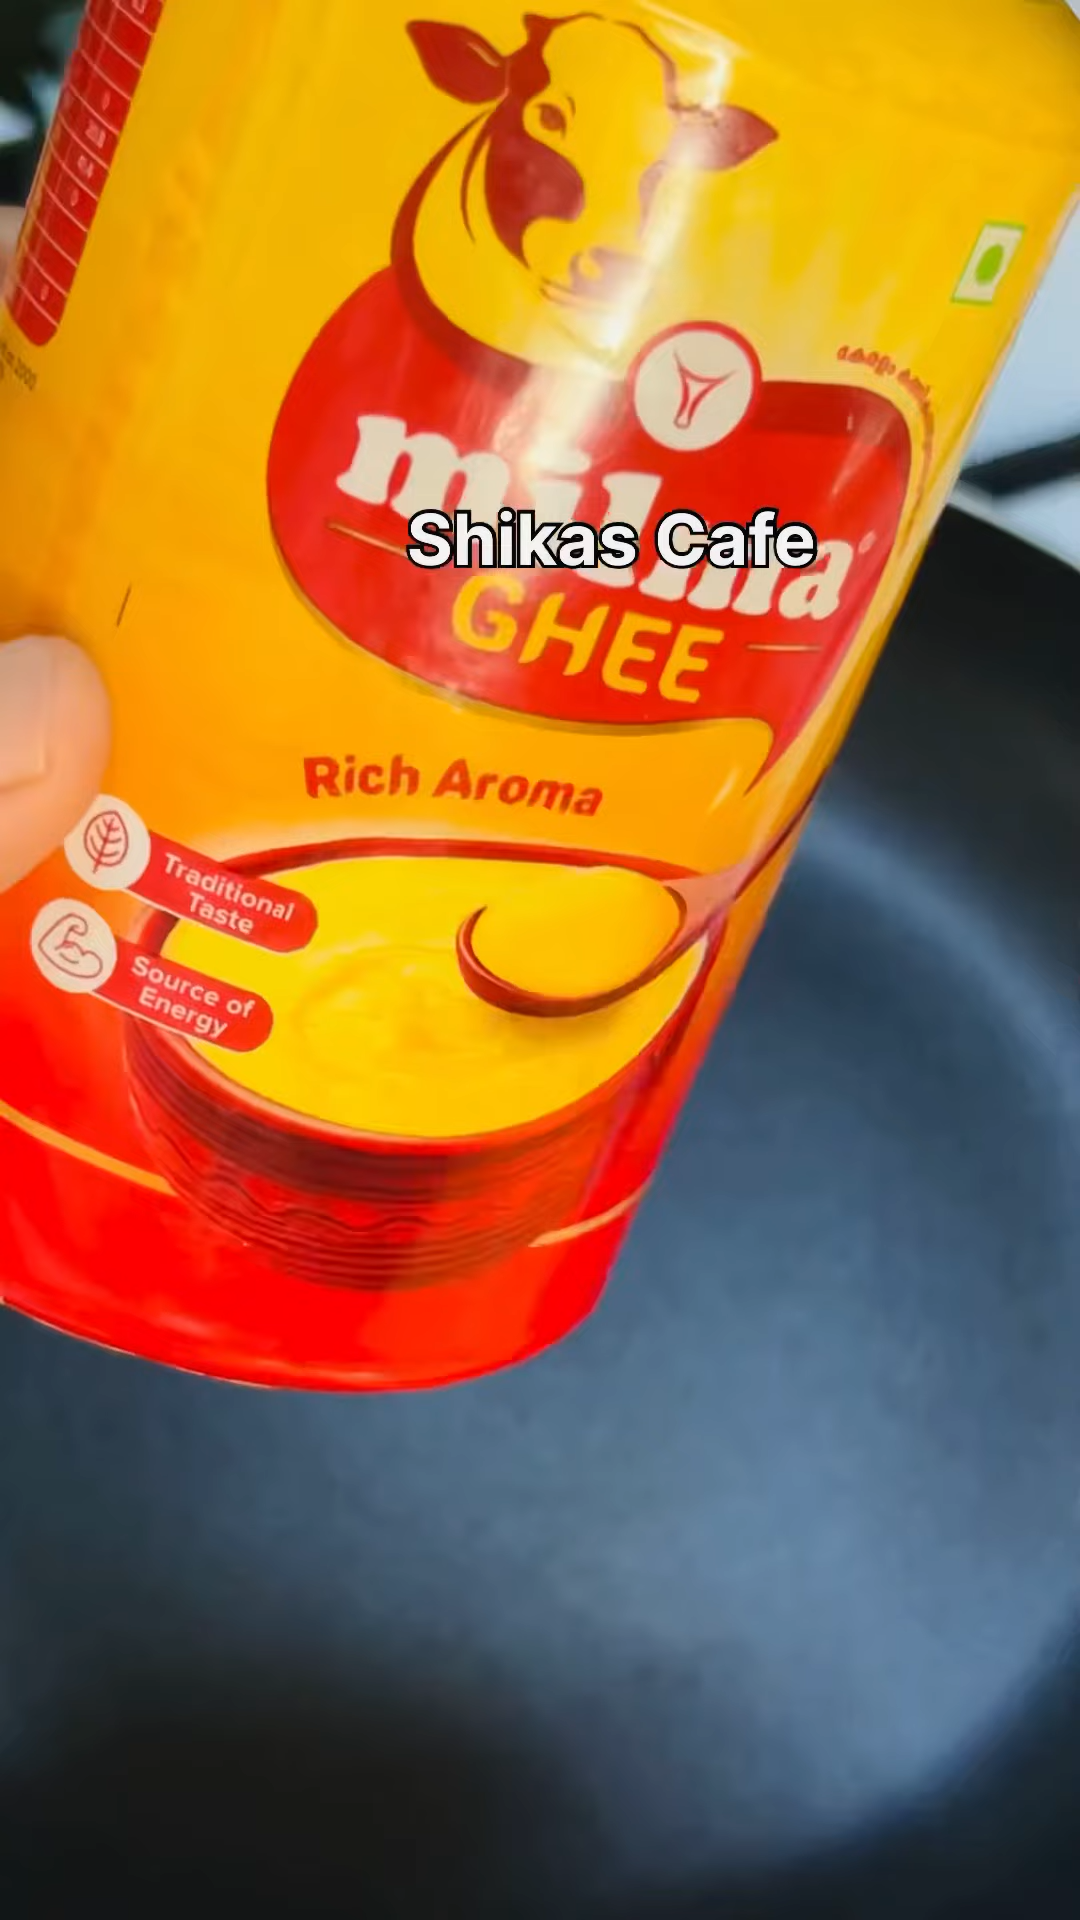 milma
Shikas Cafe
GHEE
Rich Aroma
Traditional
Taste
Source of
Energy